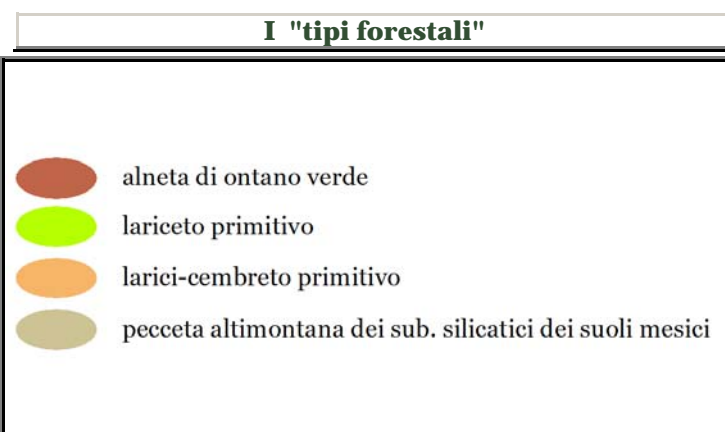 I "tipi forestali"
alneta di ontano verde
lariceto primitivo
larici-cembreto primitivo
pecceta altimontana dei sub. silicatici dei suoli mesici